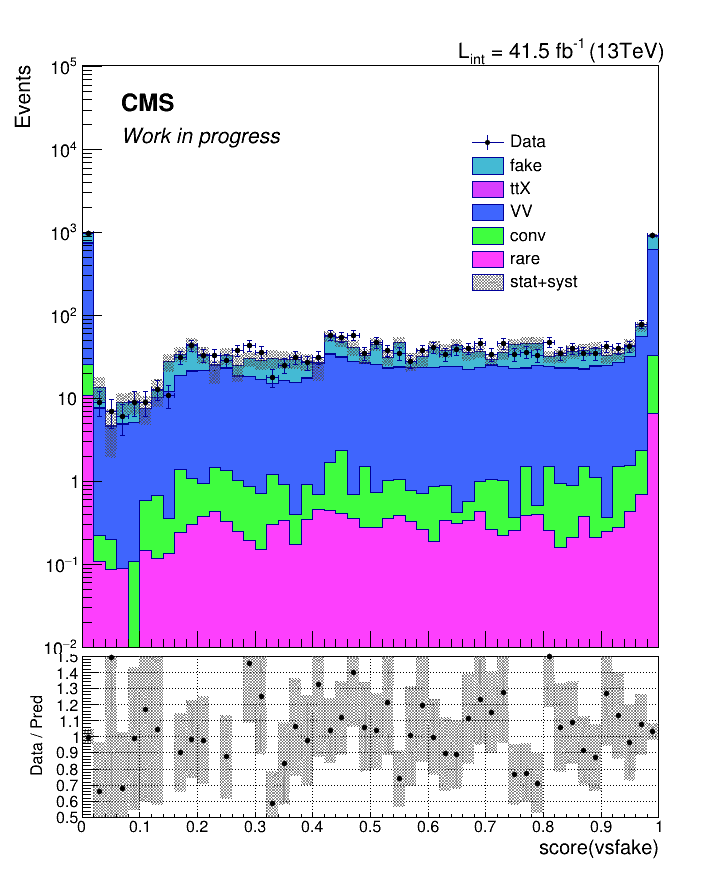 L_int = 41.5 fb^-1 (13TeV)
Events
10^5
CMS
Work in progress
10^4
Data
fake
ttX
VV
10^3
conv
rare
stat+syst
10^2
10
1
10^−1
10^−2
1.5
1.4
1.3
1.2
1.1
1
0.9
0.8
0.7
0.6
0.5
Data / Pred
0 0.1 0.2 0.3 0.4 0.5 0.6 0.7 0.8 0.9 1
score(vsfake)